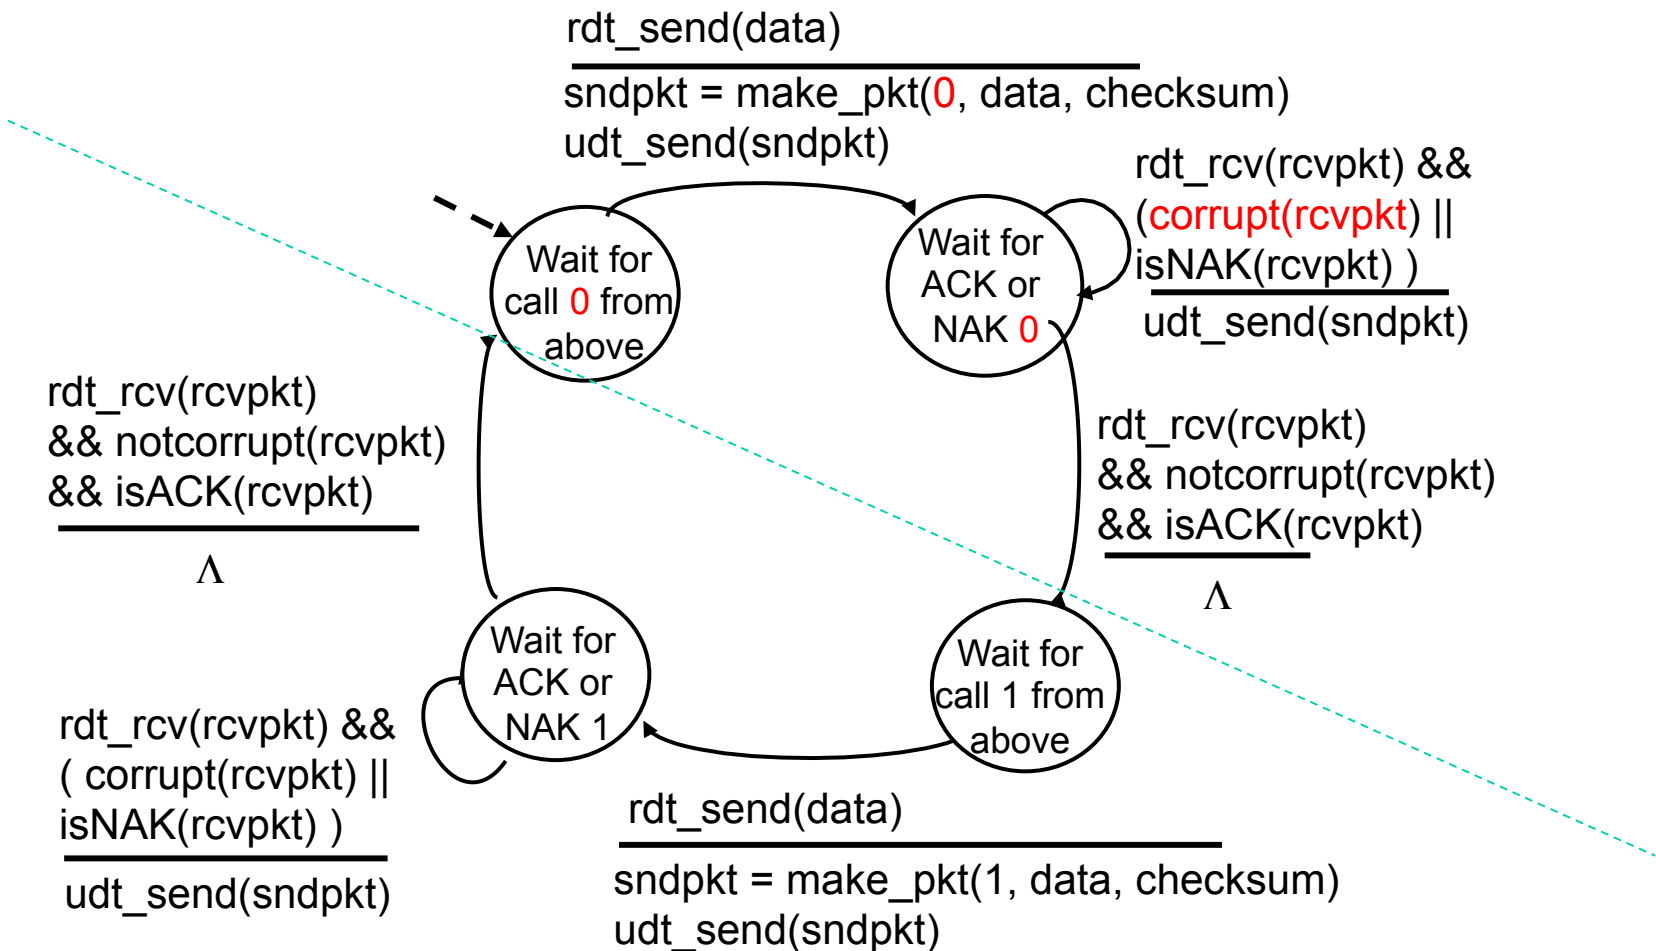 rdt_send(data)
sndpkt = make_pkt(0, data, checksum)
udt_send(sndpkt)
Wait for
call 0 from
above
Wait for
ACK or
NAK 0
rdt_rcv(rcvpkt) &&
(corrupt(rcvpkt) ||
isNAK(rcvpkt) )
udt_send(sndpkt)
rdt_rcv(rcvpkt)
&& notcorrupt(rcvpkt)
&& isACK(rcvpkt)
Λ
rdt_rcv(rcvpkt)
&& notcorrupt(rcvpkt)
&& isACK(rcvpkt)
Λ
Wait for
ACK or
NAK 1
Wait for
call 1 from
above
rdt_rcv(rcvpkt) &&
( corrupt(rcvpkt) ||
isNAK(rcvpkt) )
udt_send(sndpkt)
rdt_send(data)
sndpkt = make_pkt(1, data, checksum)
udt_send(sndpkt)